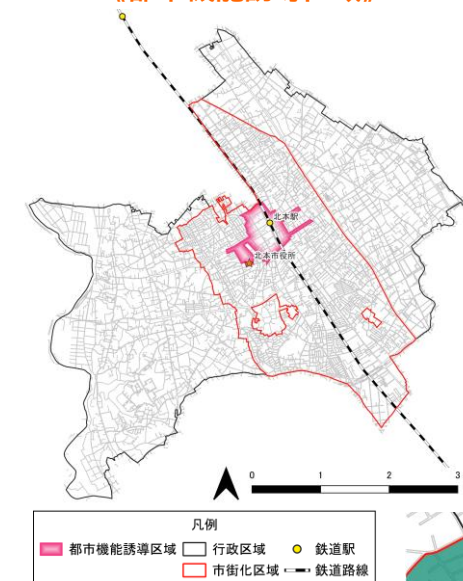 北本駅
北本市役所
0 1 2 3
凡例
都市機能誘導区域 行政区域 鉄道駅
市街化区域 鉄道路線